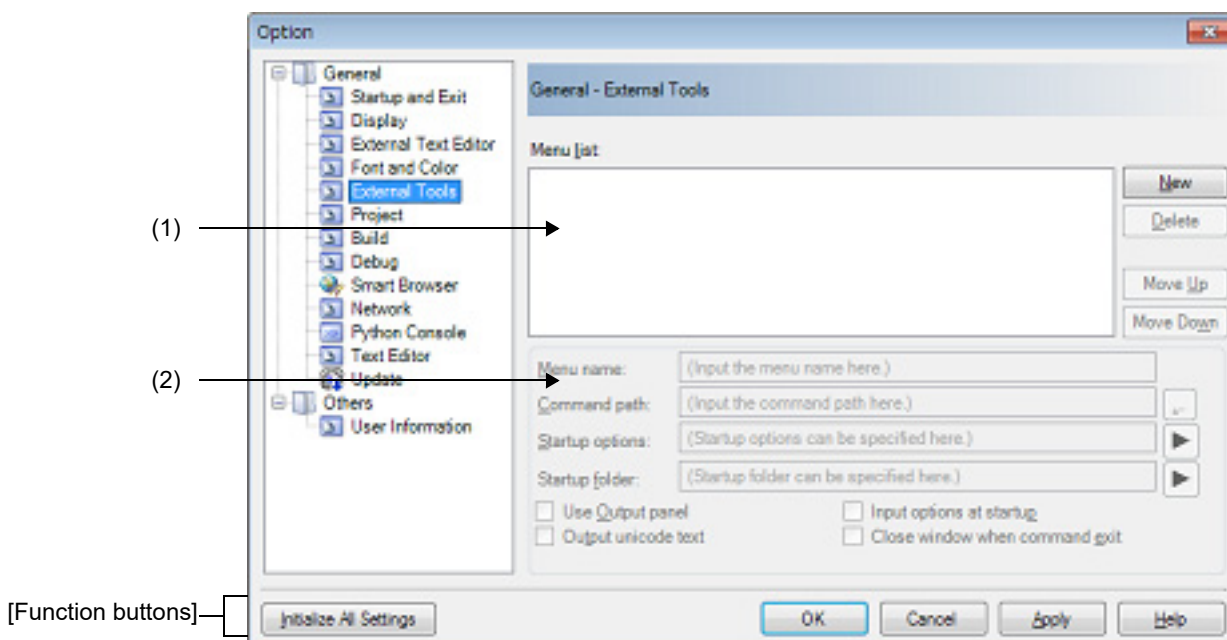 Option
General
Startup and Exit
Display
External Text Editor
Font and Color
External Tools
Project
Build
Debug
Smart Browser
Network
Python Console
Text Editor
Update
Others
User Information
General - External Tools
Menu list
New
Delete
Move Up
Move Down
(1)
(2)
Menu name: (Input the menu name here.)
Command path: (Input the command path here.)
Startup options: (Startup options can be specified here.)
Startup folder: (Startup folder can be specified here.)
Use Output panel
Input options at startup
Output unicode text
Close window when command exit
[Function buttons]
Initialize All Settings
OK
Cancel
Apply
Help